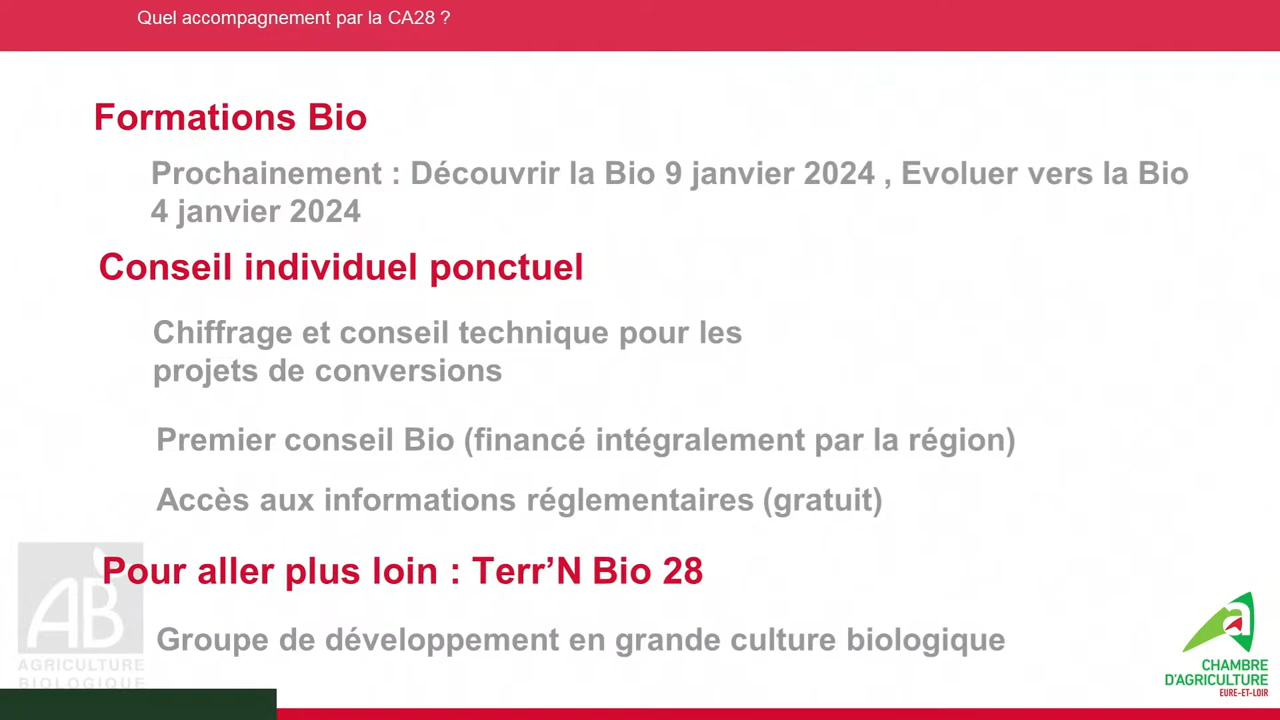 Quel accompagnement par la CA28 ?
Formations Bio
Prochainement : Découvrir la Bio 9 janvier 2024 , Evoluer vers la Bio
4 janvier 2024
Conseil individuel ponctuel
Chiffrage et conseil technique pour les
projets de conversions
Premier conseil Bio (financé intégralement par la région)
Accès aux informations réglementaires (gratuit)
Pour aller plus loin : Terr’N Bio 28
Groupe de développement en grande culture biologique
AB
AGRICULTURE
BIOLOGIQUE
a
CHAMBRE
D'AGRICULTURE
EURE-ET-LOIR